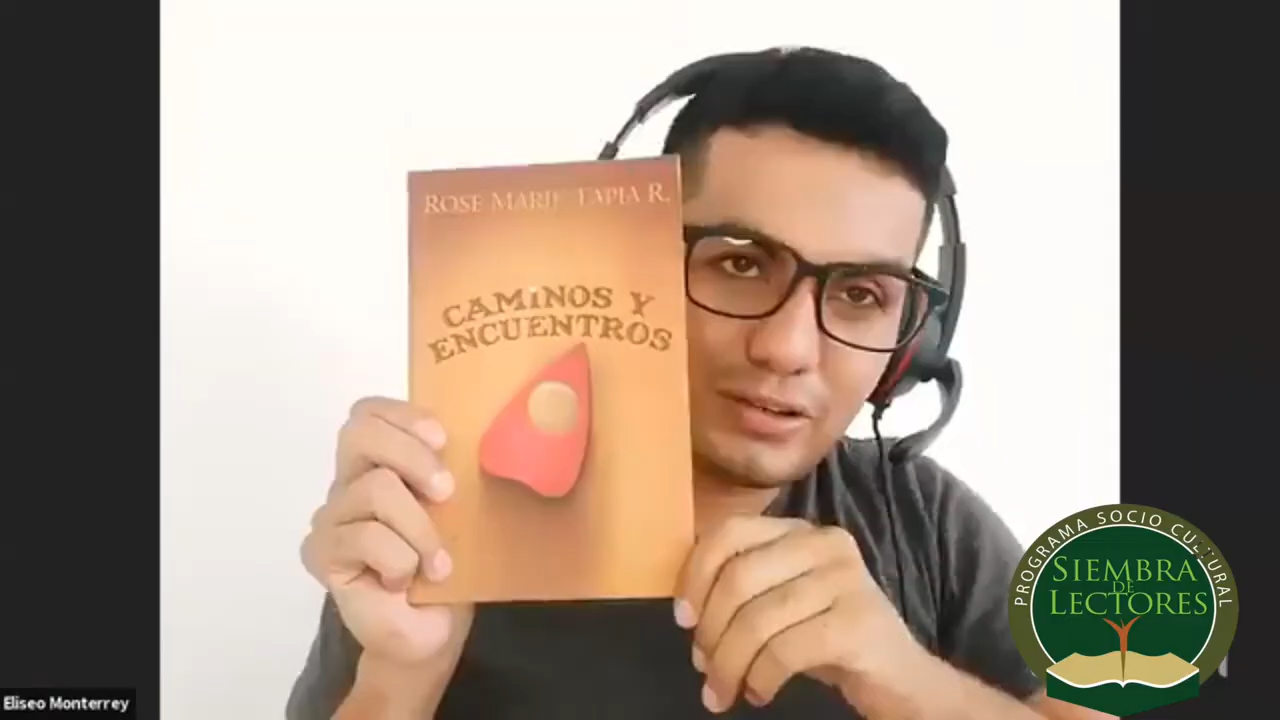 ROSE MARIE TAPIA R.
CAMINOS Y
ENCUENTROS
PROGRAMA SOCIO CULTURAL
SIEMBRA
DE
LECTORES
Eliseo Monterrey